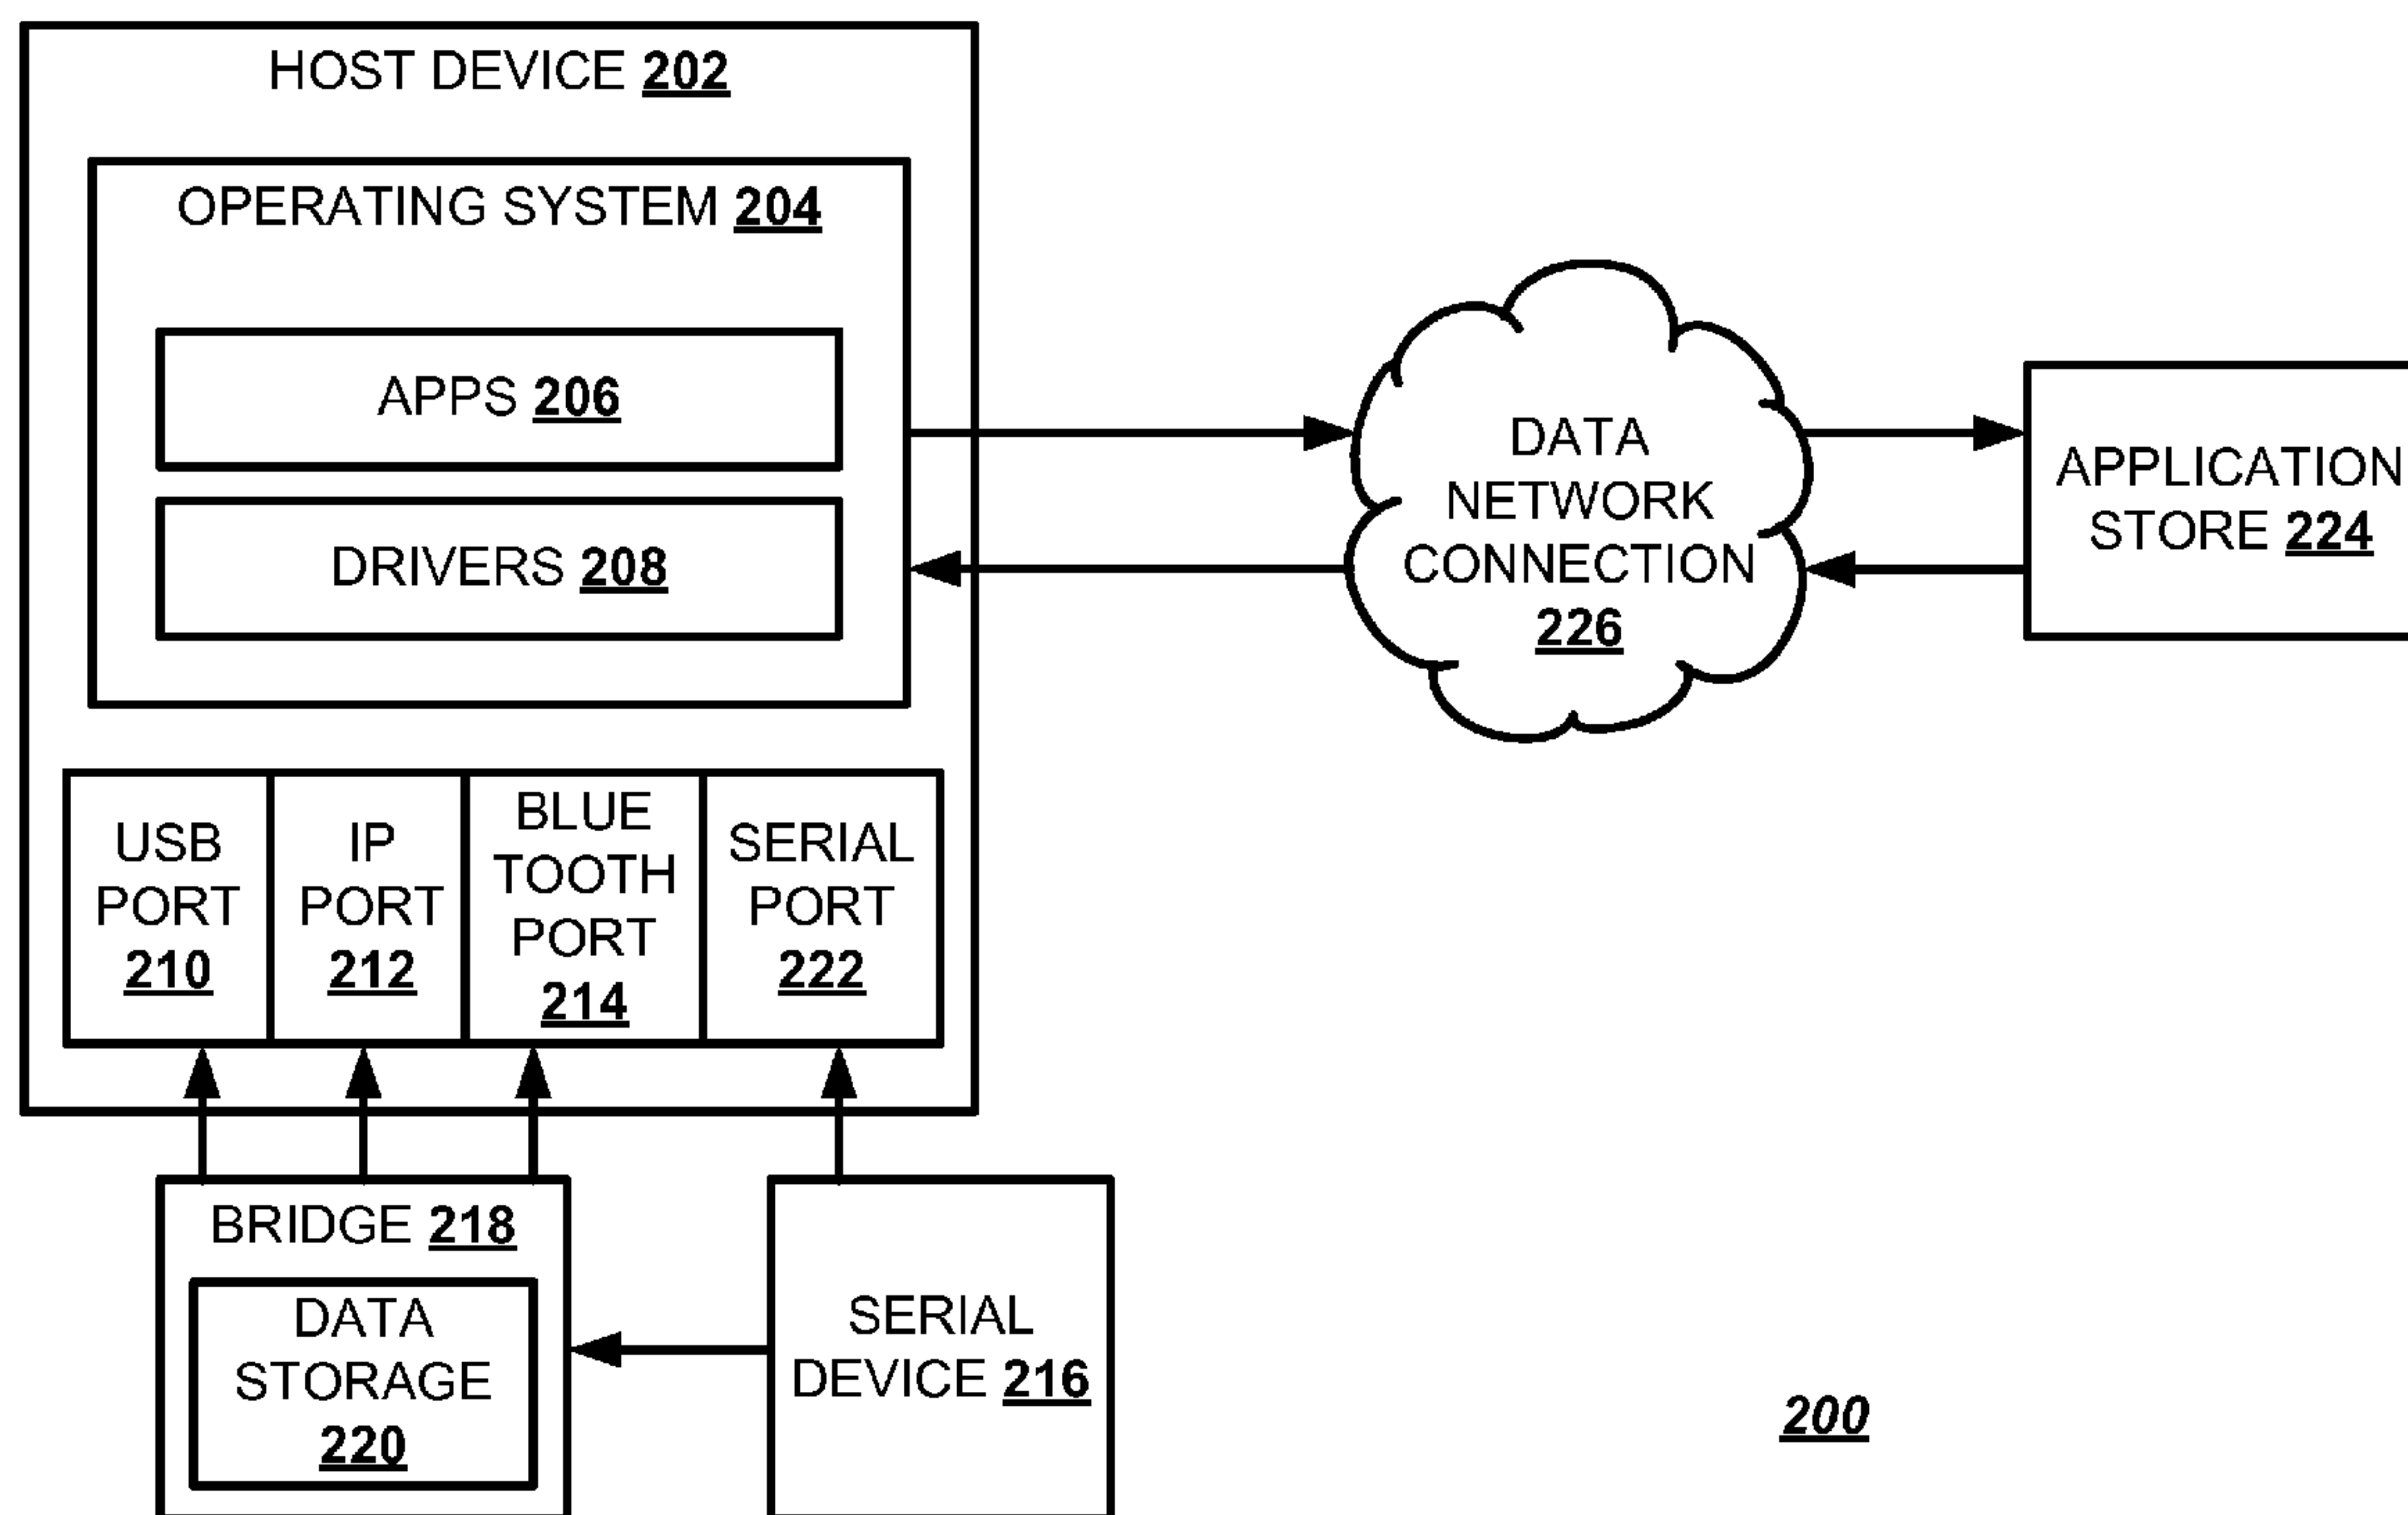 HOST DEVICE 202
OPERATING SYSTEM 204
APPS 206
DRIVERS 208
DATA
NETWORK
CONNECTION
226
APPLICATION
STORE 224
USB
PORT
210
IP
PORT
212
BLUE
TOOTH
PORT
214
SERIAL
PORT
222
BRIDGE 218
DATA
STORAGE
220
SERIAL
DEVICE 216
200